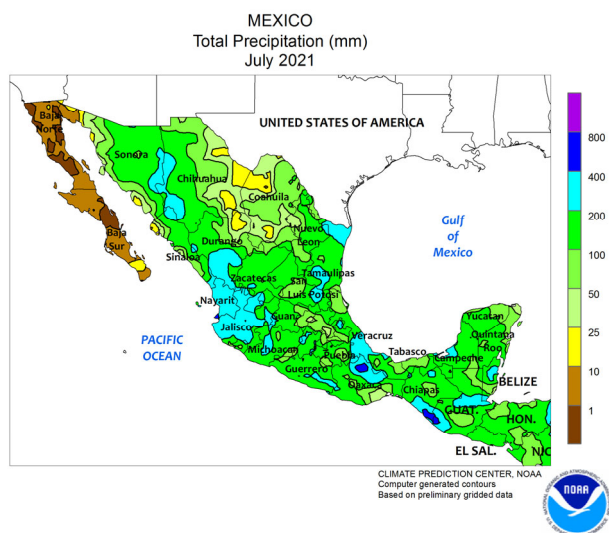 MEXICO
Total Precipitation (mm)
July 2021
UNITED STATES OF AMERICA
Baja
Norte
Sonora
Chihuahua
Coahuila
Baja
Sur
Sinaloa
Durango
Nuevo
Leon
Gulf
of
Mexico
Zacatecas
San
Luis Potosi
Tamaulipas
Nayarit
Jalisco
Guana
Michoacan
Guerrero
Puebla
Veracruz
Oaxaca
Tabasco
Chiapas
Campeche
Yucatan
Quintana
Roo
PACIFIC
OCEAN
BELIZE
GUAT.
HON.
EL SAL.
NIC
800
400
200
100
50
25
10
1
CLIMATE PREDICTION CENTER, NOAA
Computer generated contours
Based on preliminary gridded data
NOAA